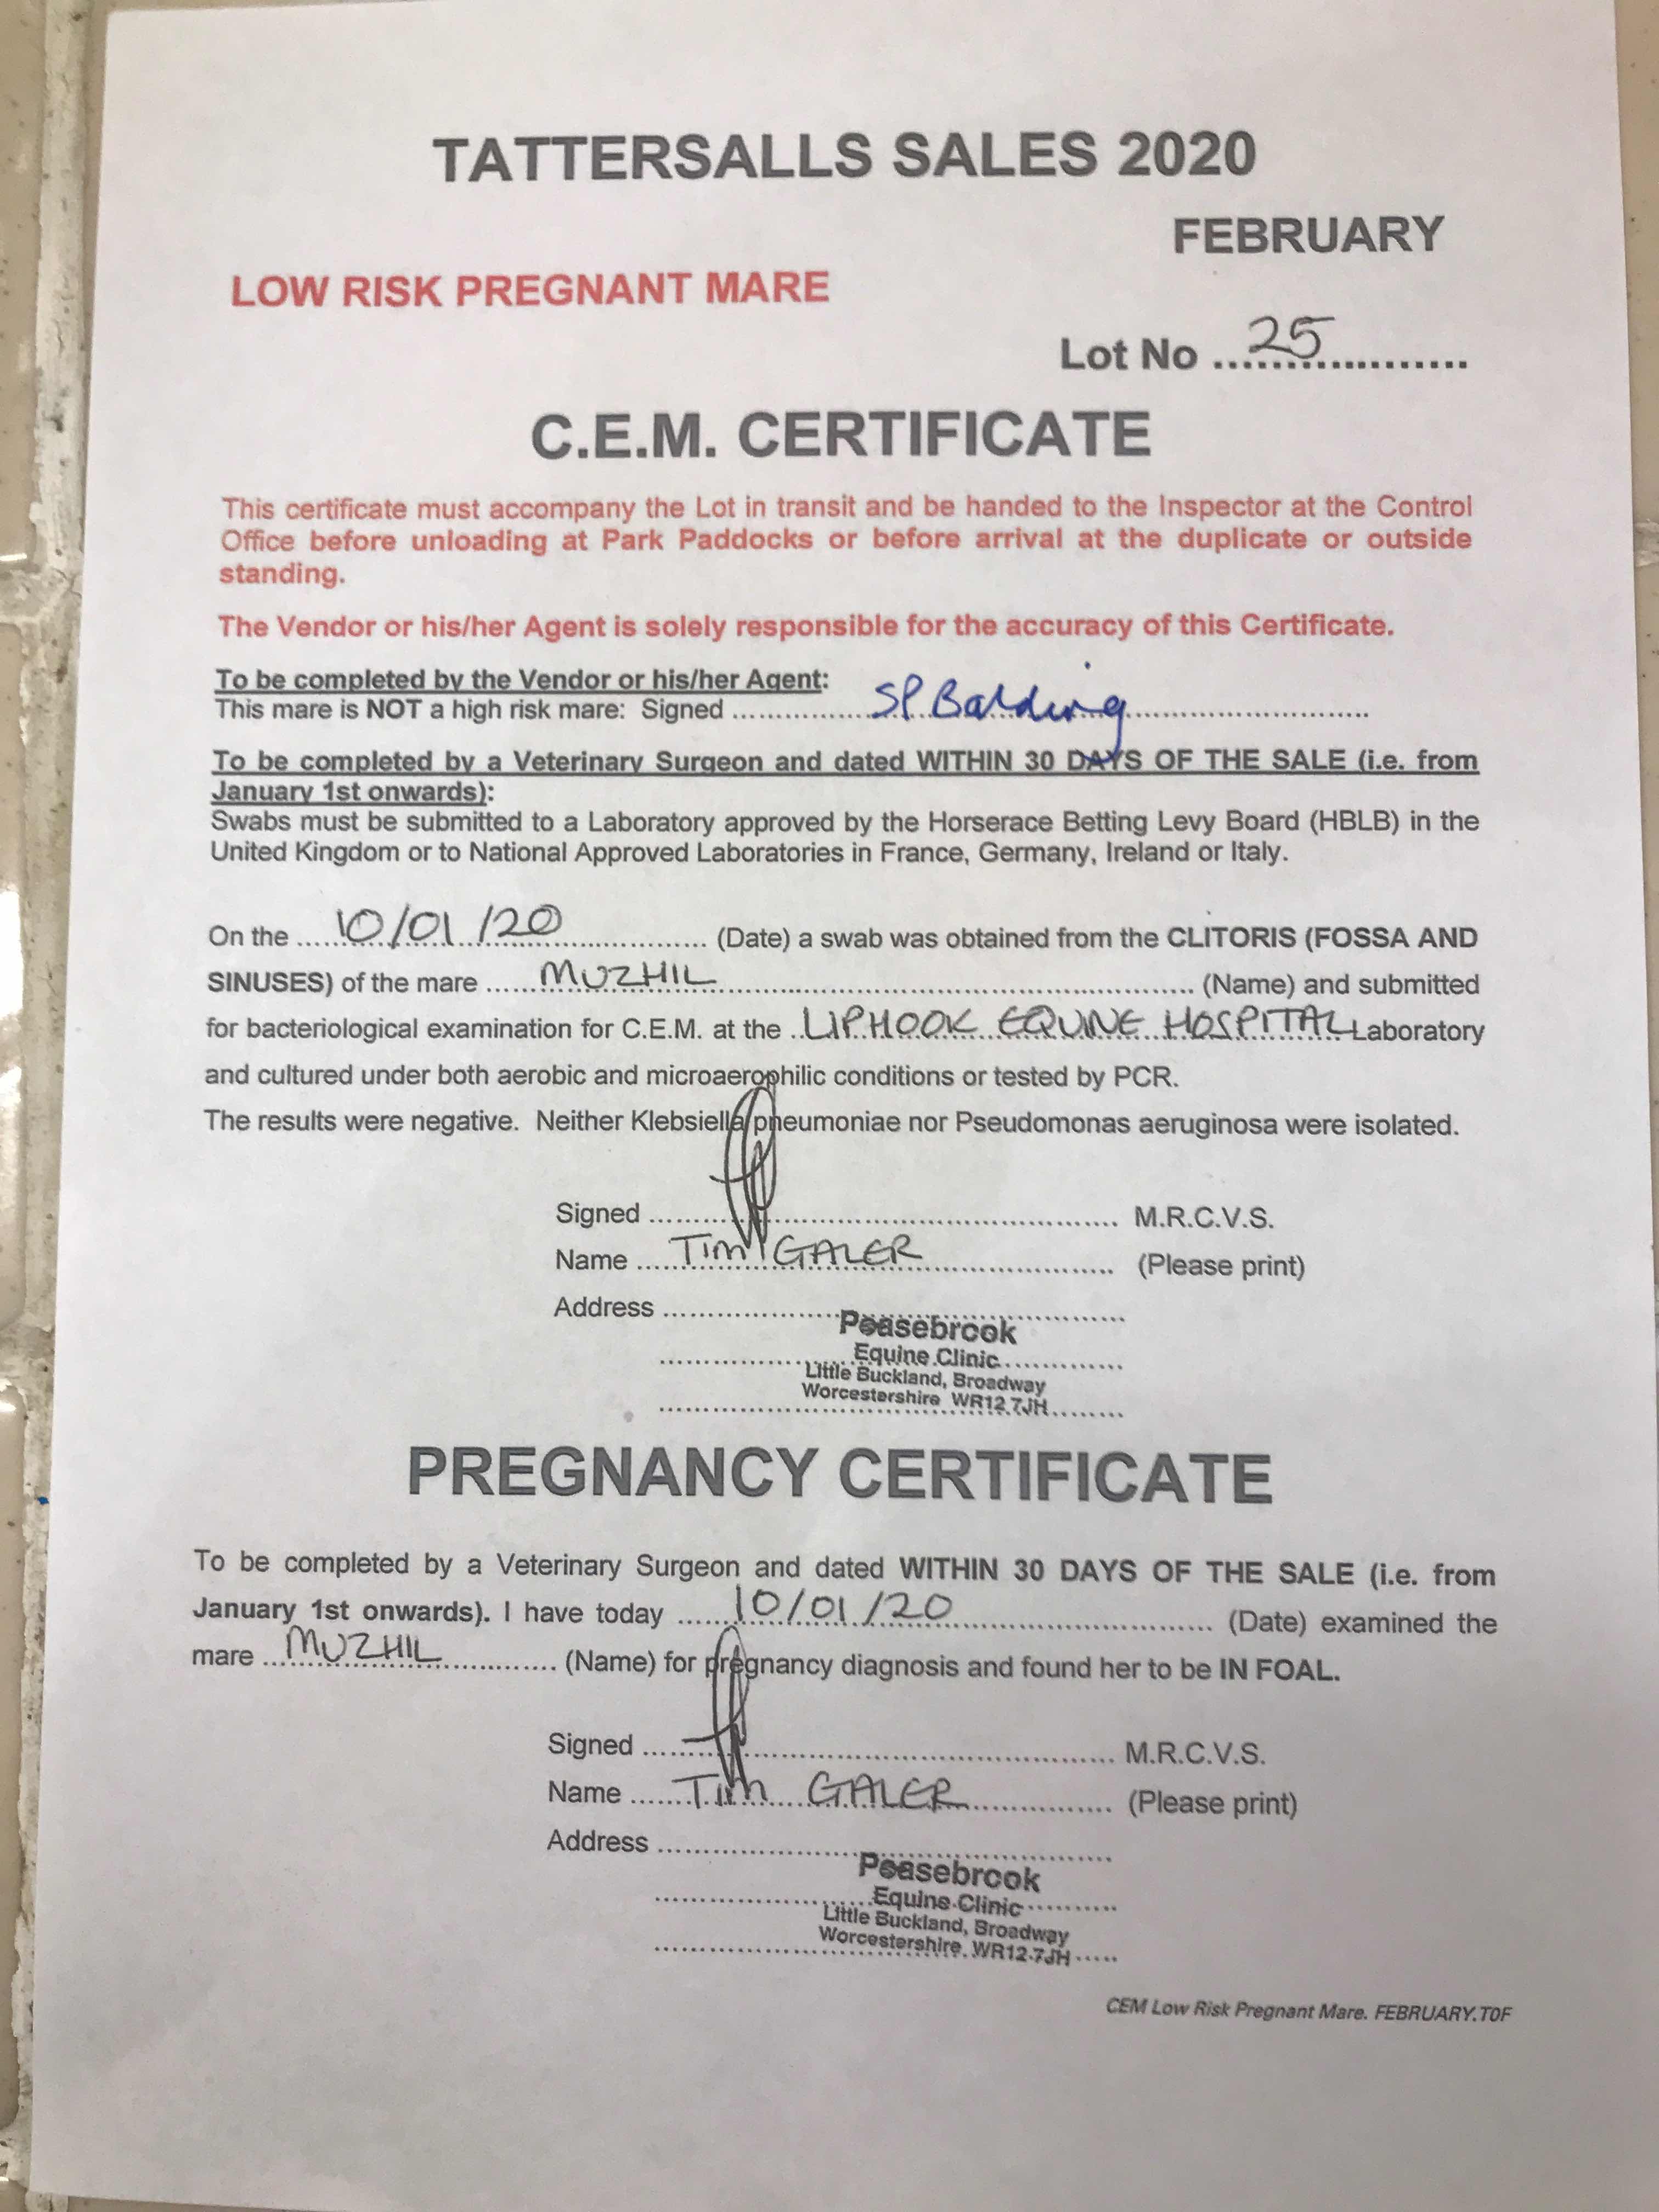 TATTERSALLS SALES 2020
FEBRUARY
LOW RISK PREGNANT MARE
Lot No ....25....
C.E.M. CERTIFICATE
This certificate must accompany the Lot in transit and be handed to the Inspector at the Control
Office before unloading at Park Paddocks or before arrival at the duplicate or outside
standing.
The Vendor or his/her Agent is solely responsible for the accuracy of this Certificate.
To be completed by the Vendor or his/her Agent:
This mare is NOT a high risk mare: Signed .... SP Balding ....
To be completed by a Veterinary Surgeon and dated WITHIN 30 DAYS OF THE SALE (i.e. from
January 1st onwards):
Swabs must be submitted to a Laboratory approved by the Horserace Betting Levy Board (HBLB) in the
United Kingdom or to National Approved Laboratories in France, Germany, Ireland or Italy.
On the .... 10/01/20 .... (Date) a swab was obtained from the CLITORIS (FOSSA AND
SINUSES) of the mare .... MUZHIL .... (Name) and submitted
for bacteriological examination for C.E.M. at the .. LIPHOOK EQUINE HOSPITAL Laboratory
and cultured under both aerobic and microaerophilic conditions or tested by PCR.
The results were negative. Neither Klebsiella pneumoniae nor Pseudomonas aeruginosa were isolated.
Signed .... M.R.C.V.S.
Name .... TIM GALER .... (Please print)
Address ....
Peasebrook
Equine Clinic
Little Buckland, Broadway
Worcestershire WR12 7JH
PREGNANCY CERTIFICATE
To be completed by a Veterinary Surgeon and dated WITHIN 30 DAYS OF THE SALE (i.e. from
January 1st onwards). I have today .... 10/01/20 .... (Date) examined the
mare .... MUZHIL .... (Name) for pregnancy diagnosis and found her to be IN FOAL.
Signed .... M.R.C.V.S.
Name .... TIM GALER .... (Please print)
Address ....
Peasebrook
Equine Clinic
Little Buckland, Broadway
Worcestershire WR12 7JH
CEM Low Risk Pregnant Mare. FEBRUARY.TOF